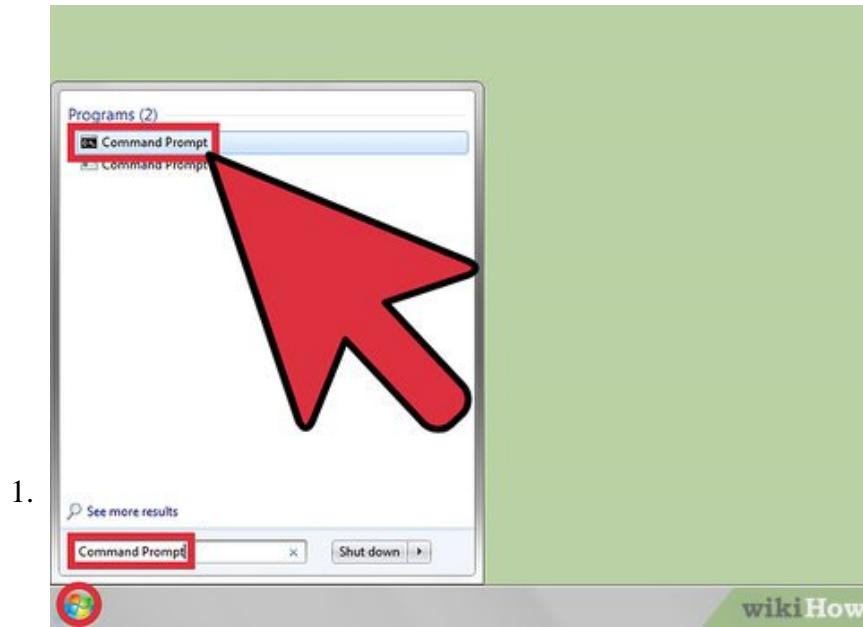 Programs (2)
Command Prompt
Command Prompt
1.
See more results
Command Prompt
Shut down
wikiHow